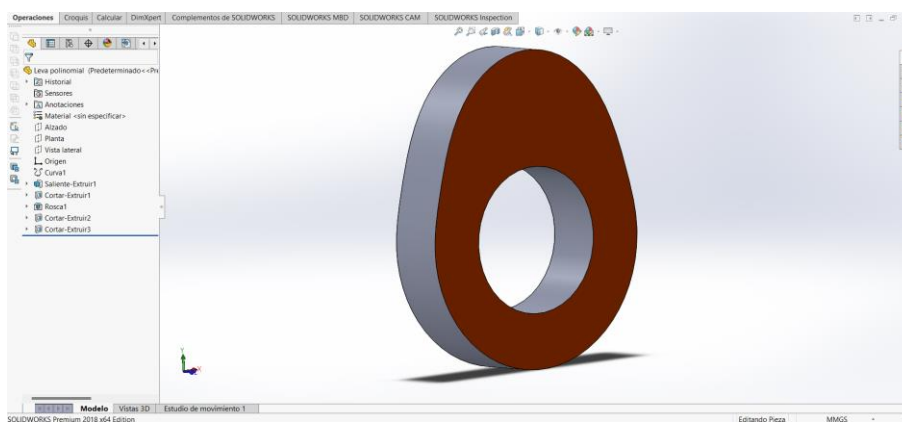 Operaciones Croquis Calcular DimXpert Complementos de SOLIDWORKS SOLIDWORKS MBD SOLIDWORKS CAM SOLIDWORKS Inspection
Leva polinomial (Predeterminado<<Pr
Historial
Sensores
Anotaciones
Material <sin especificar>
Alzado
Planta
Vista lateral
Origen
Curva1
Saliente-Extruir1
Cortar-Extruir1
Rosca1
Cortar-Extruir2
Cortar-Extruir3
Y
X
Modelo Vistas 3D Estudio de movimiento 1
SOLIDWORKS Premium 2018 x64 Edition Editando Pieza MMGS